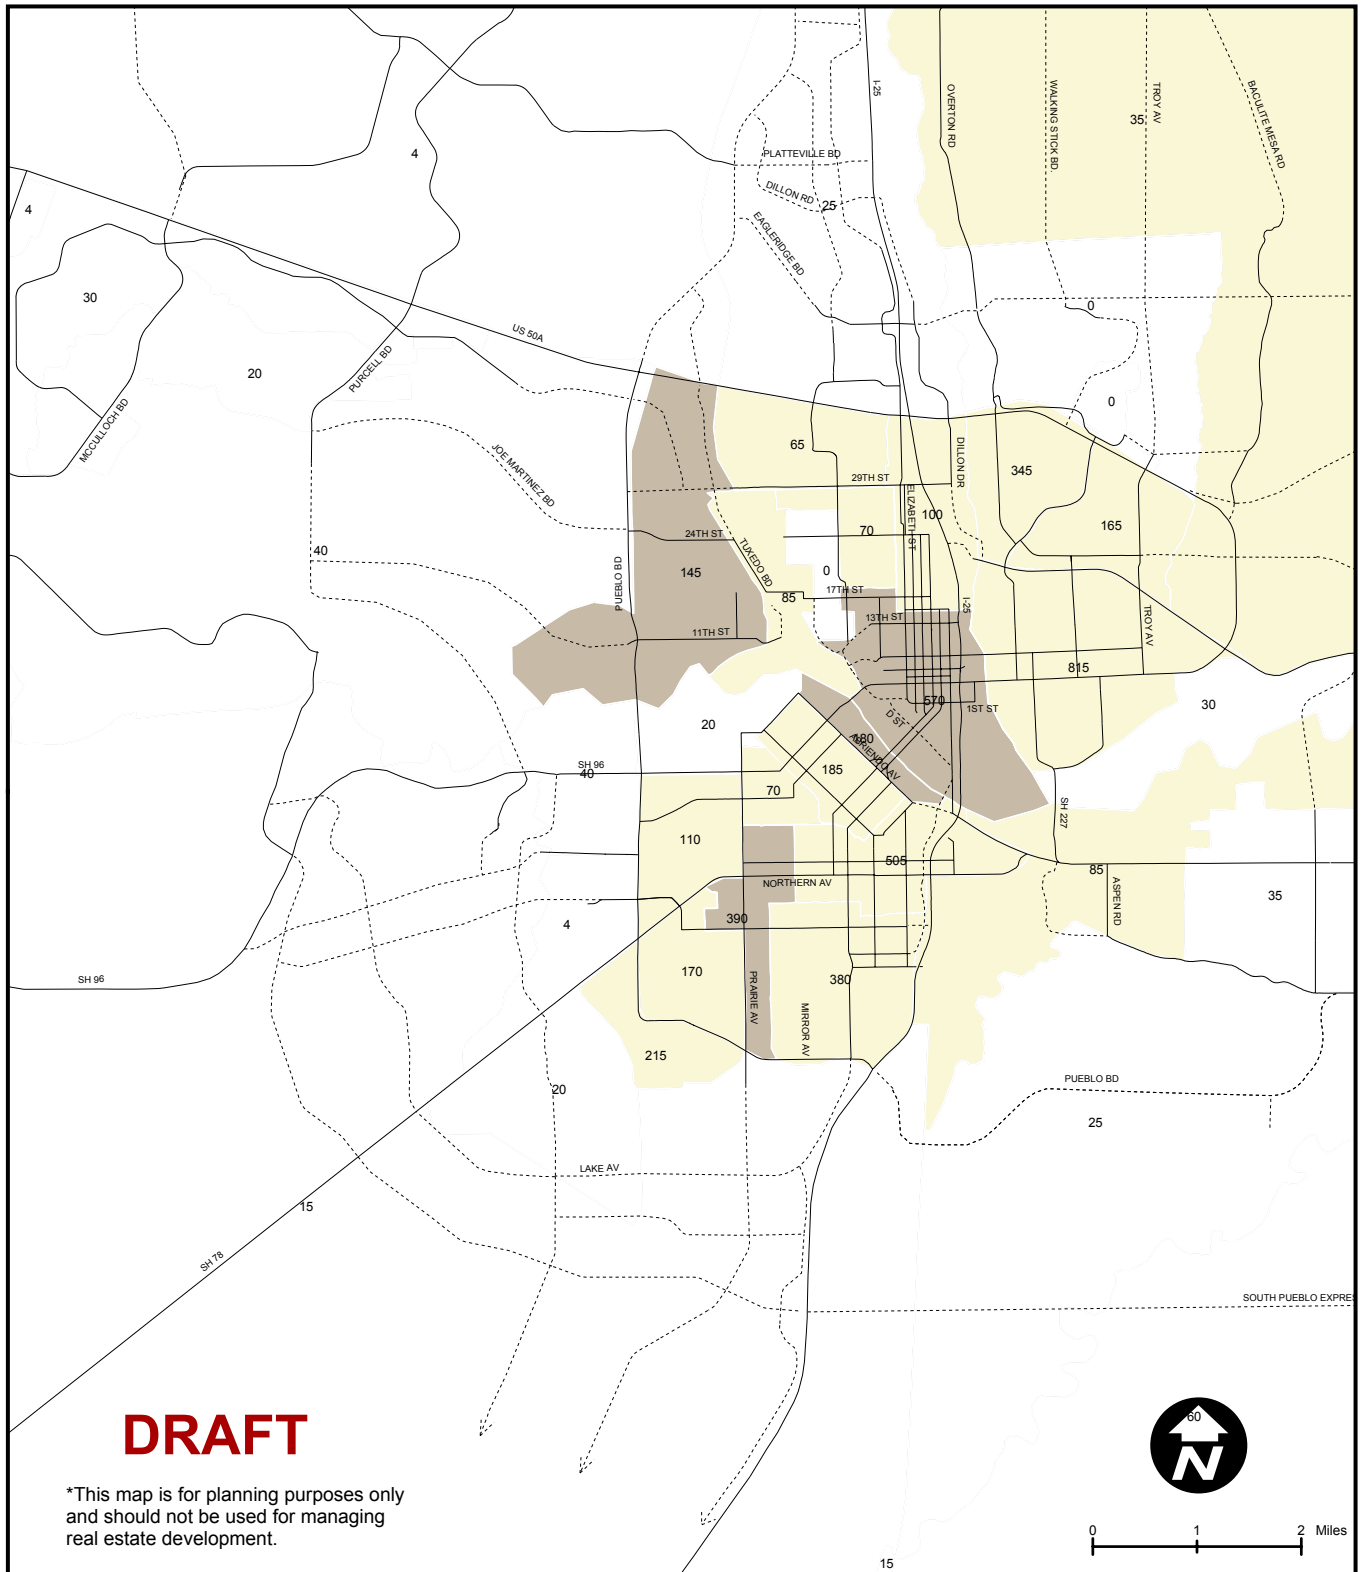 I-25
OVERTON RD
WALKING STICK BD.
TROY AV
BACULITE MESA RD
35
4
PLATTEVILLE BD
DILLON RD
25
4
EAGLERIDGE BD
30
0
US 50A
20
PURCELL BD
0
MCCULLOCH BD
65
DILLON DR
345
JOE MARTINEZ BD
29TH ST
ELIZABETH ST
100
165
70
24TH ST
TUXEDO BD
40
145
0
PUEBLO BD
85
17TH ST
I-25
13TH ST
TROY AV
11TH ST
815
570
1ST ST
30
D ST
20
180
ABRIENDO AV
SH 96
40
185
70
SH 227
110
505
85
NORTHERN AV
ASPEN RD
35
390
4
170
380
SH 96
PRAIRIE AV
MIRROR AV
215
20
PUEBLO BD
25
LAKE AV
15
SH 78
SOUTH PUEBLO EXPRE
DRAFT
60
N
*This map is for planning purposes only
and should not be used for managing
real estate development.
0 1 2 Miles
15